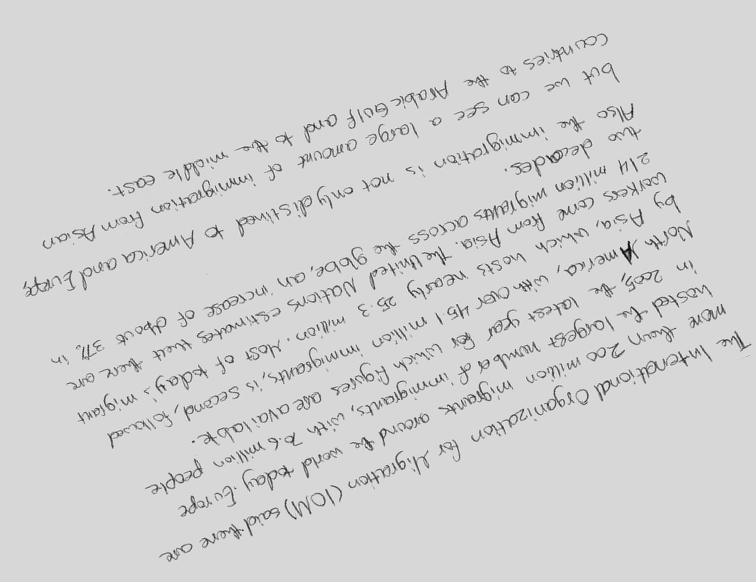 The Internationd Organization for Migration (IOM) said there are
more then 200 million migrants around the world today. Europe
hosted the largest number of immigrants, with 70.6 million people
in 2005, the latest year for which figures are available.
North America, with over 45.1 million immigrants, is, second, followed
by Asia, which hosts nearly 25.3 million. Most of today's migrant
workers come from Asia. The United Nations estimates thett there are
214 million migrants across the globe, an, increase of about 37% in
two decades.
Also the immigration is not only distined to America and Europe,
but we can see a large amount of immigration from Asian
countries to the Arabic Gulf and to the middle east.